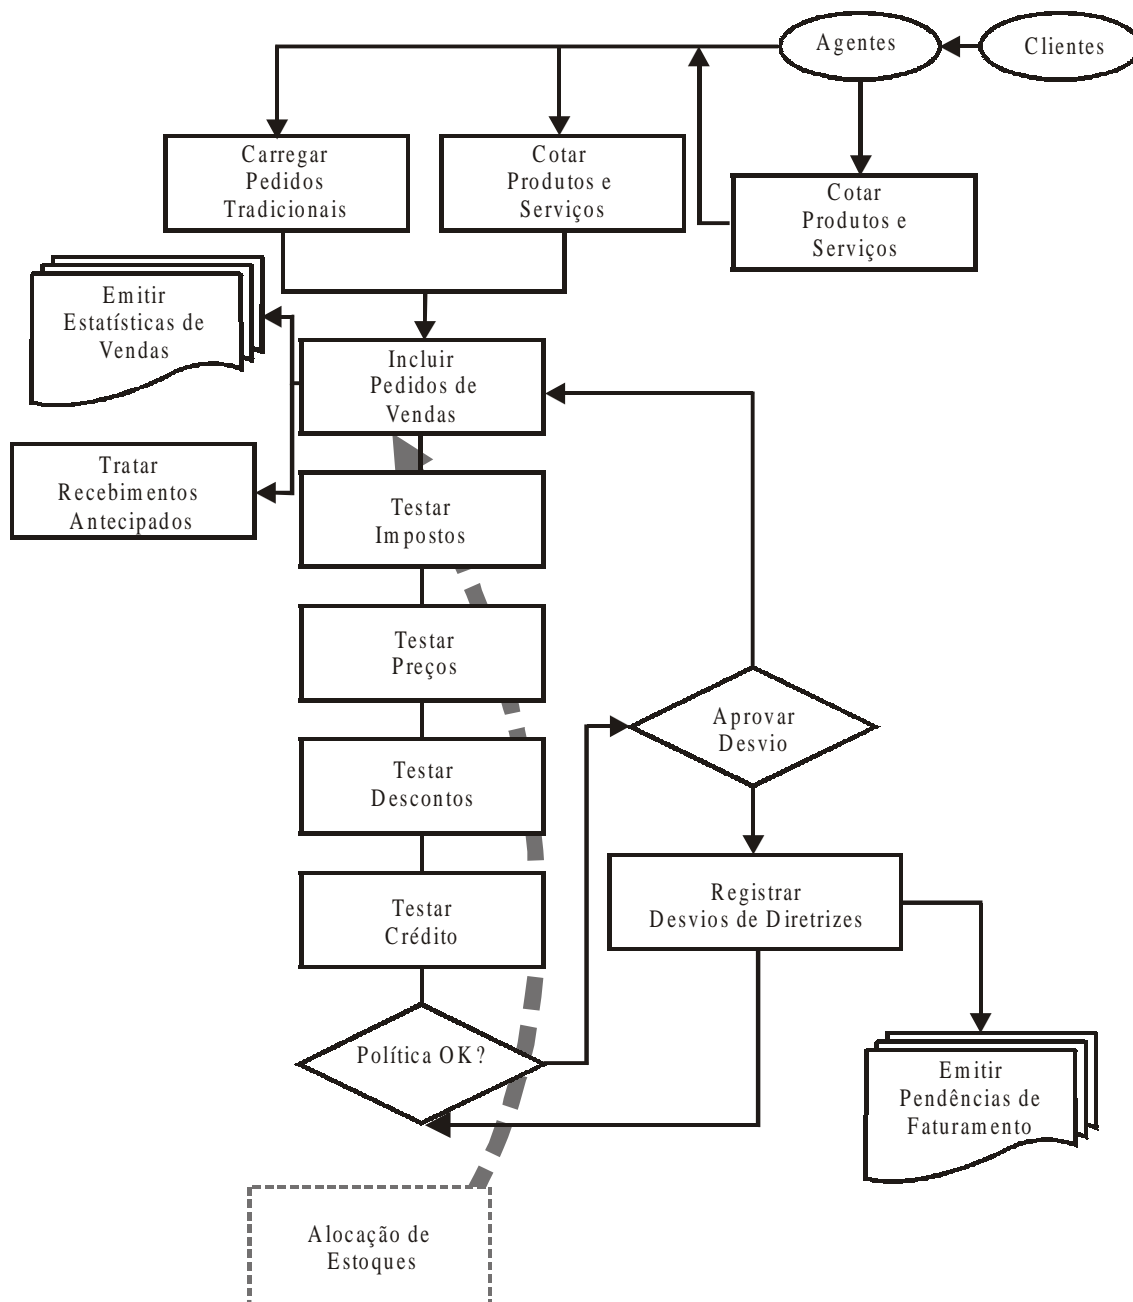 Agentes
Clientes
Carregar
Pedidos
Tradicionais
Cotar
Produtos e
Serviços
Cotar
Produtos e
Serviços
Emitir
Estatísticas de
Vendas
Incluir
Pedidos de
Vendas
Tratar
Recebimentos
Antecipados
Testar
Impostos
Testar
Preços
Aprovar
Desvio
Testar
Descontos
Registrar
Desvios de Diretrizes
Testar
Crédito
Política OK?
Emitir
Pendências de
Faturamento
Alocação de
Estoques